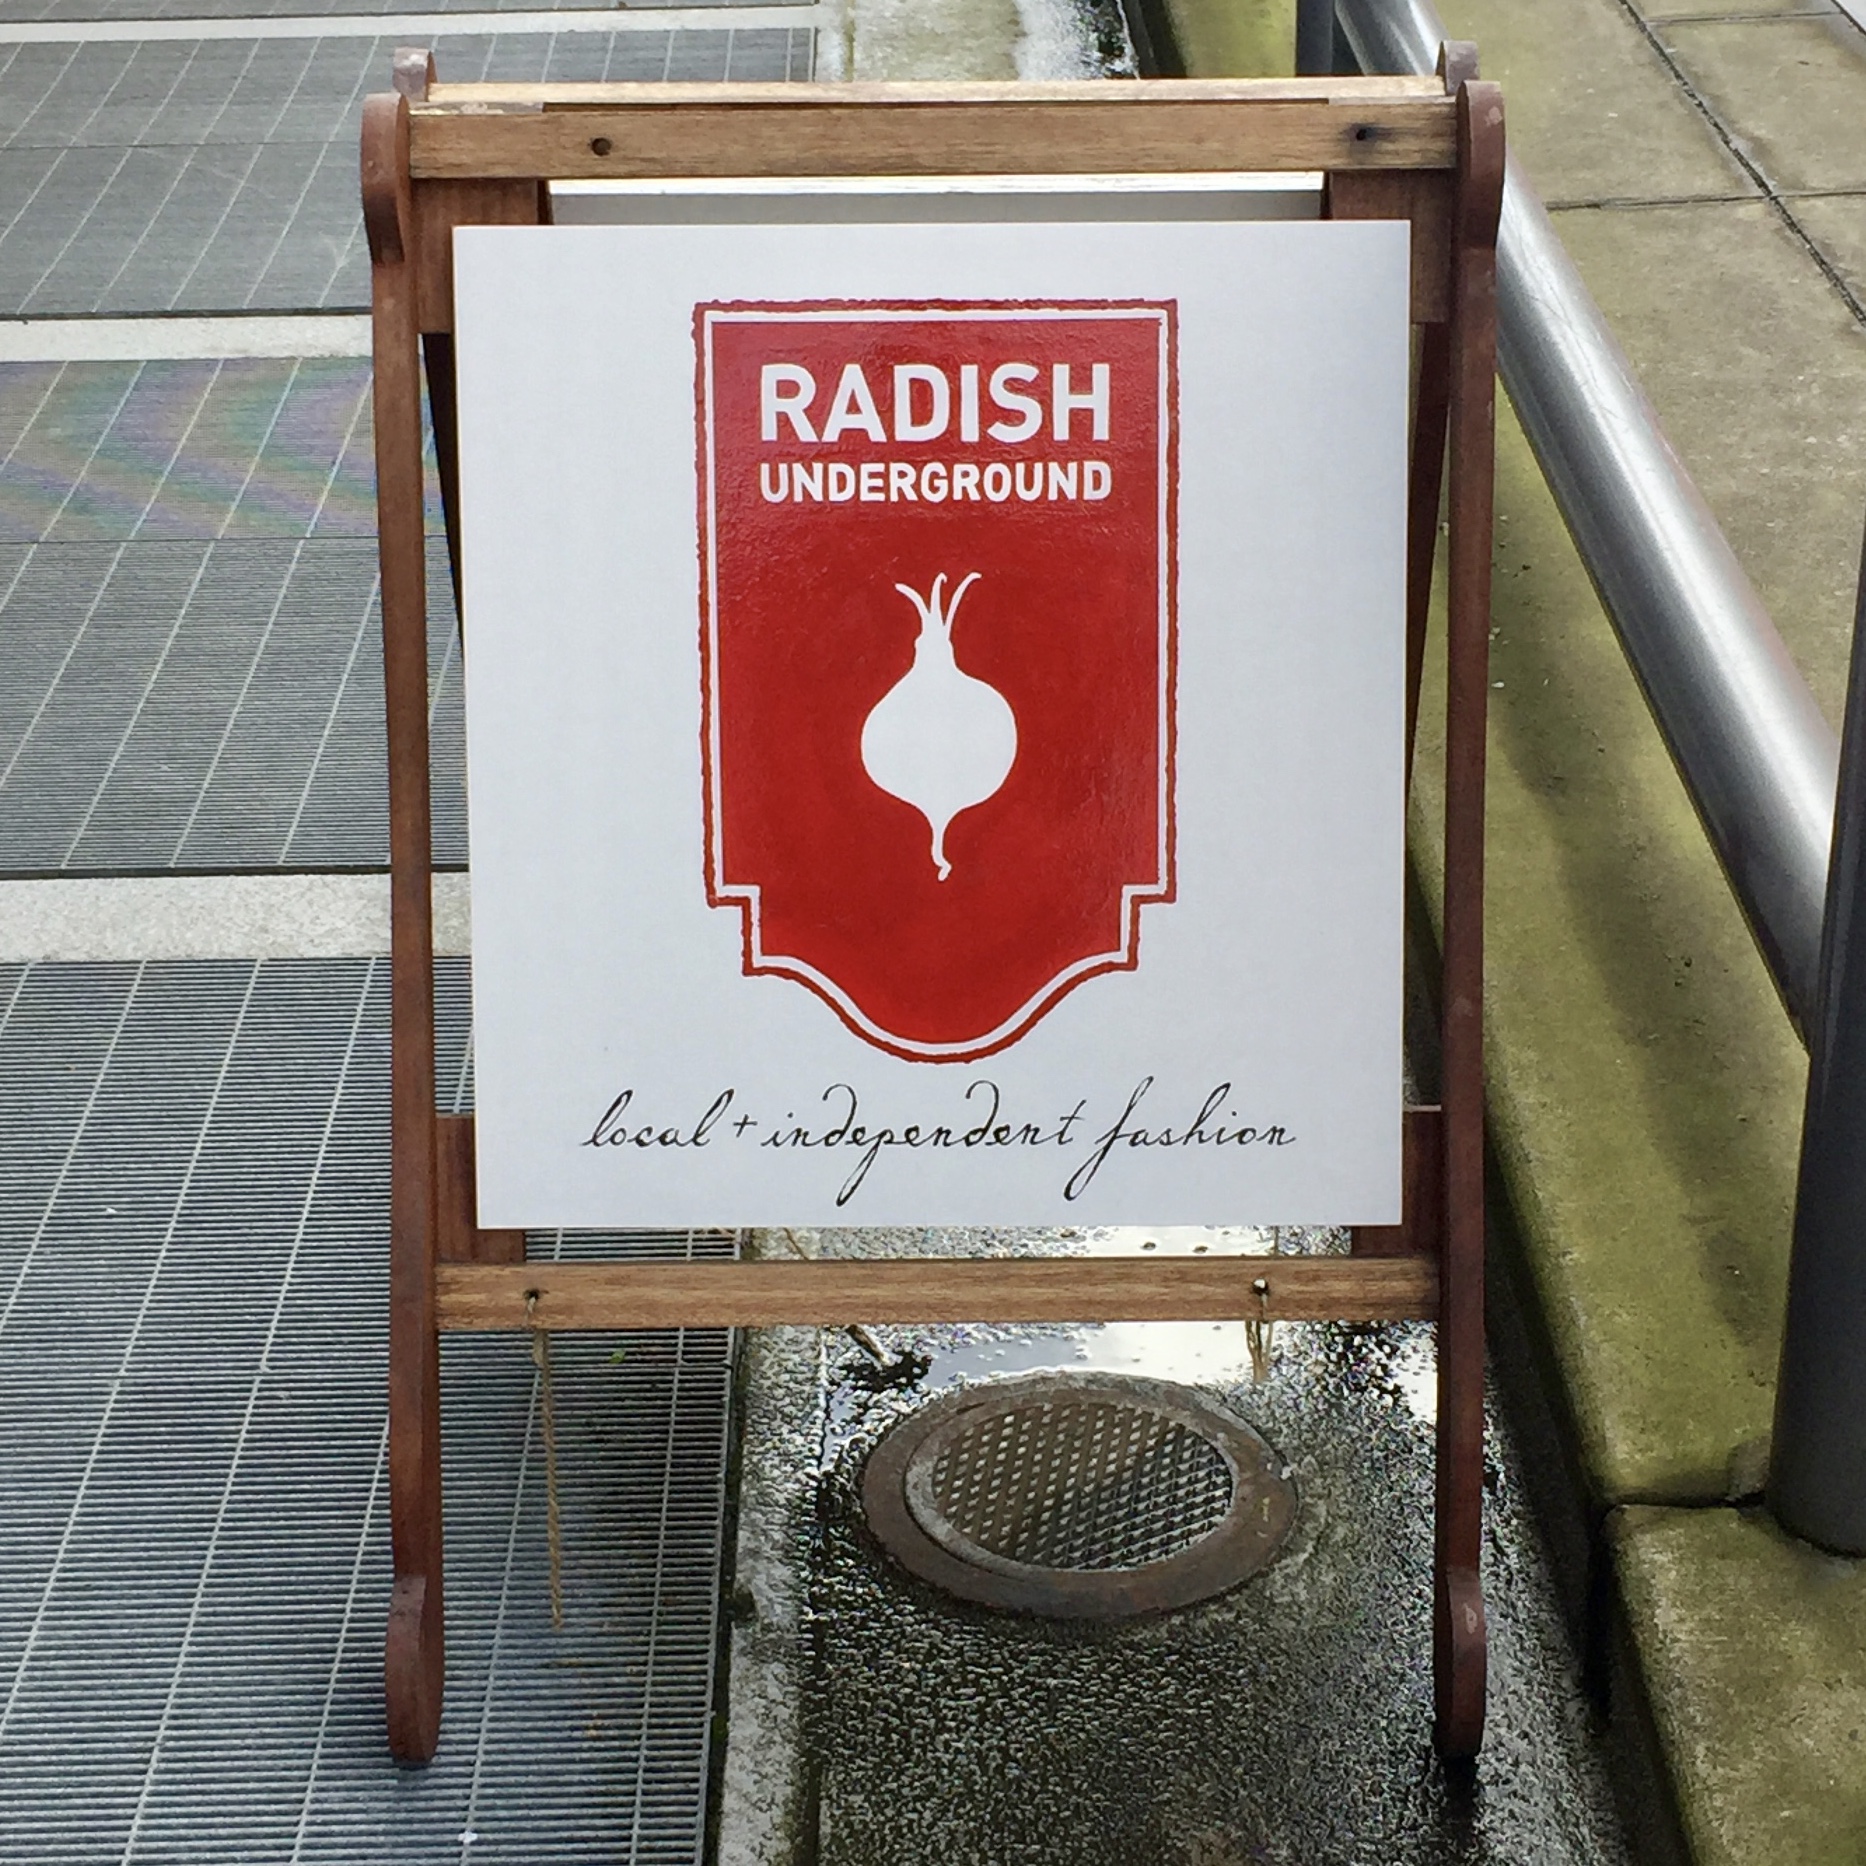 RADISH
UNDERGROUND
local + independent fashion